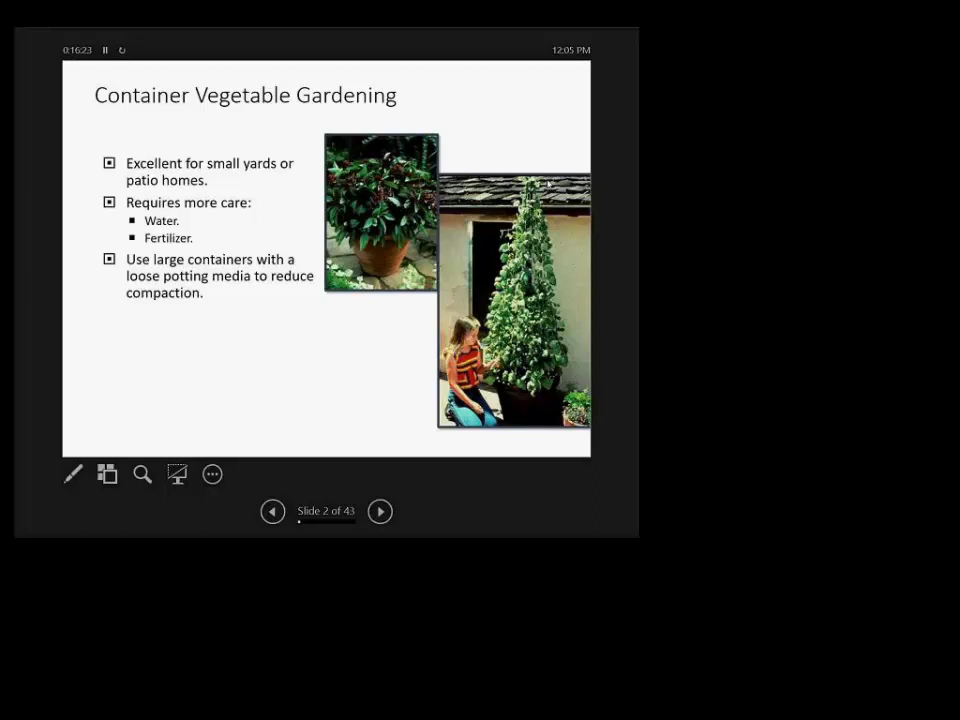 0:16:23
12:05 PM
Container Vegetable Gardening
Excellent for small yards or
patio homes.
Requires more care:
Water.
Fertilizer.
Use large containers with a
loose potting media to reduce
compaction.
Slide 2 of 43